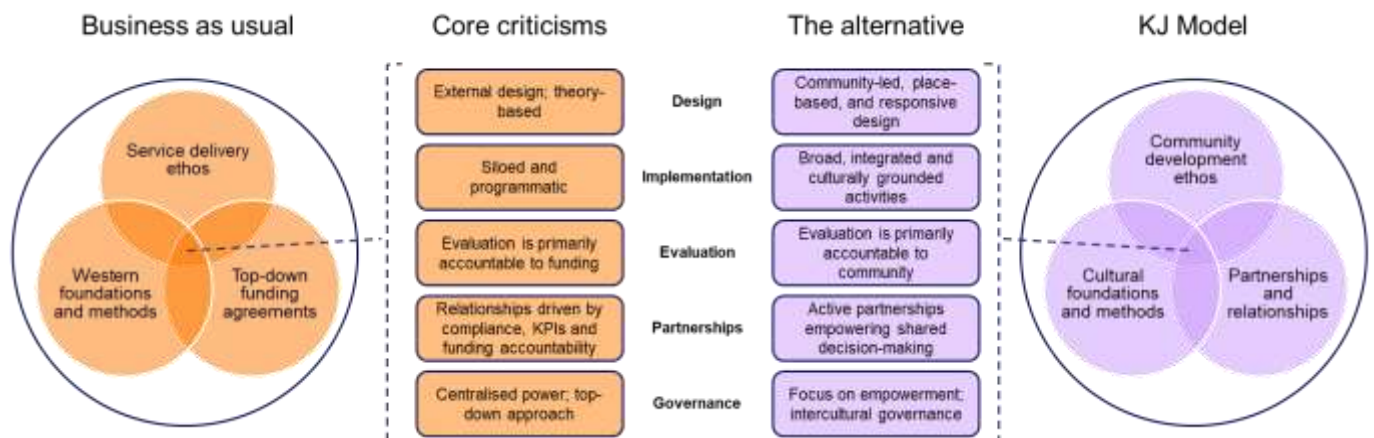 Business as usual
Core criticisms
The alternative
KJ Model
Service delivery
ethos
Western
foundations
and methods
Top-down
funding
agreements
External design; theory-
based
Design
Community-led, place-
based, and responsive
design
Siloed and
programmatic
Implementation
Broad, integrated and
culturally grounded
activities
Evaluation is primarily
accountable to funding
Evaluation
Evaluation is primarily
accountable to
community
Relationships driven by
compliance, KPIs and
funding accountability
Partnerships
Active partnerships
empowering shared
decision-making
Centralised power; top-
down approach
Governance
Focus on empowerment;
intercultural governance
Community
development
ethos
Cultural
foundations
and methods
Partnerships
and
relationships